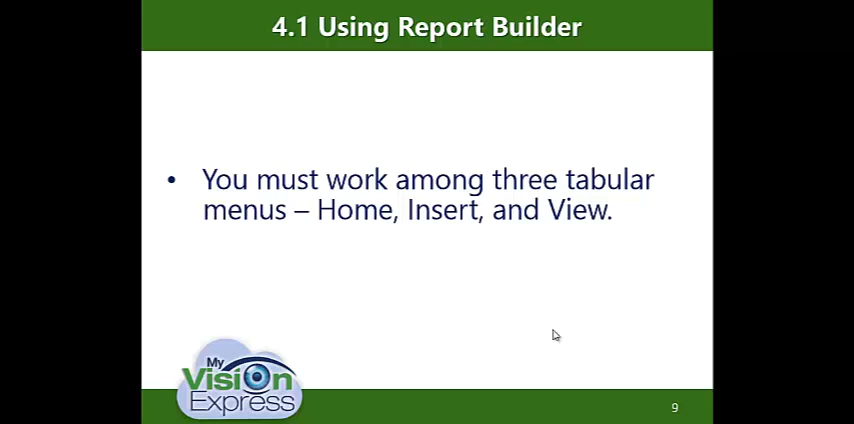 4.1 Using Report Builder
• You must work among three tabular
menus – Home, Insert, and View.
My
Vision
Express
9